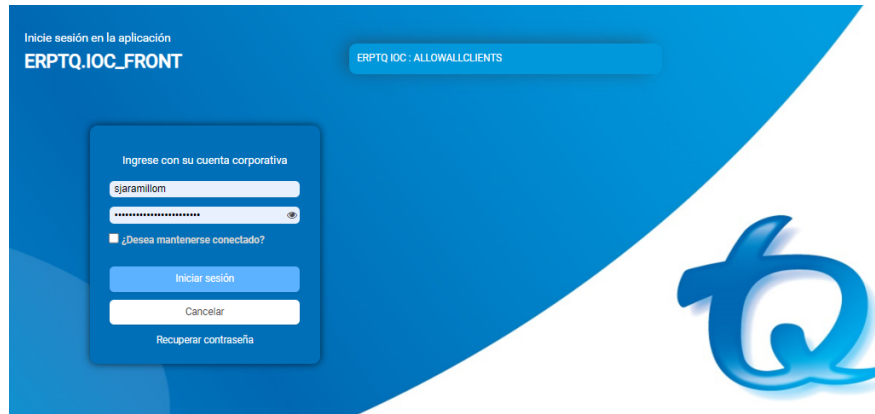 Inicie sesión en la aplicación
ERPTQ.IOC_FRONT
ERPTQ IOC : ALLOWALLCLIENTS
Ingrese con su cuenta corporativa
sjaramillom
¿Desea mantenerse conectado?
Iniciar sesión
Cancelar
Recuperar contraseña
TQ